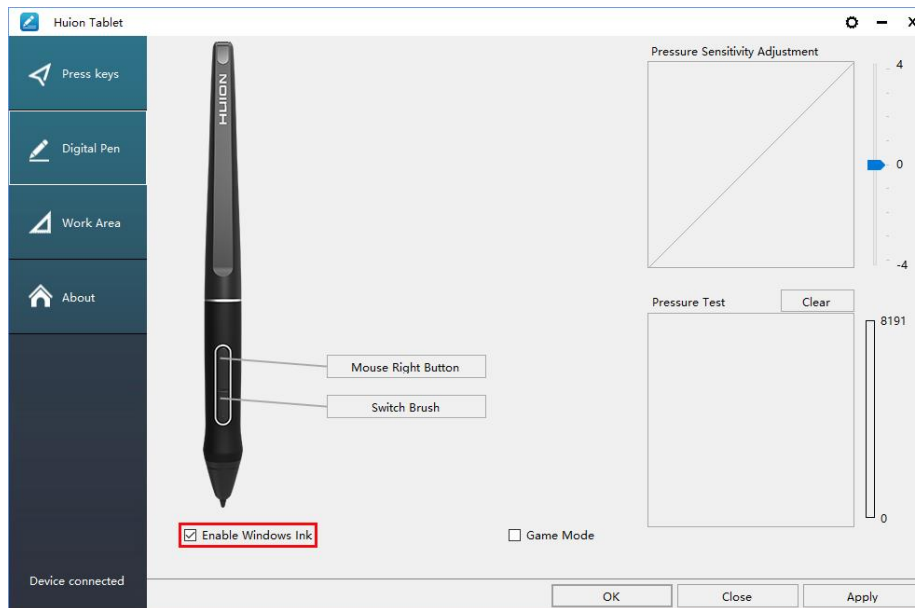 Huion Tablet
Press keys
Digital Pen
Work Area
About
Device connected
HUION
Mouse Right Button
Switch Brush
Enable Windows Ink
Game Mode
Pressure Sensitivity Adjustment
4
0
-4
Pressure Test
Clear
8191
0
OK
Close
Apply